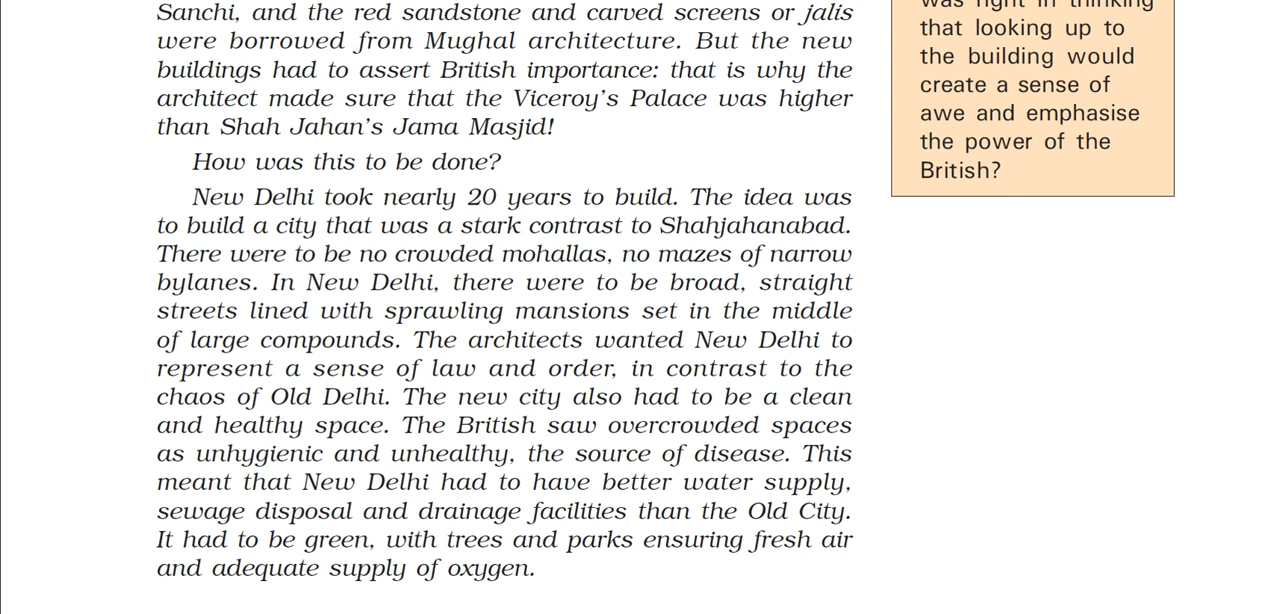 Sanchi, and the red sandstone and carved screens or jalis
were borrowed from Mughal architecture. But the new
buildings had to assert British importance: that is why the
architect made sure that the Viceroy's Palace was higher
than Shah Jahan's Jama Masjid!
How was this to be done?
New Delhi took nearly 20 years to build. The idea was
to build a city that was a stark contrast to Shahjahanabad.
There were to be no crowded mohallas, no mazes of narrow
bylanes. In New Delhi, there were to be broad, straight
streets lined with sprawling mansions set in the middle
of large compounds. The architects wanted New Delhi to
represent a sense of law and order, in contrast to the
chaos of Old Delhi. The new city also had to be a clean
and healthy space. The British saw overcrowded spaces
as unhygienic and unhealthy, the source of disease. This
meant that New Delhi had to have better water supply,
sewage disposal and drainage facilities than the Old City.
It had to be green, with trees and parks ensuring fresh air
and adequate supply of oxygen.
was right in thinking
that looking up to
the building would
create a sense of
awe and emphasise
the power of the
British?